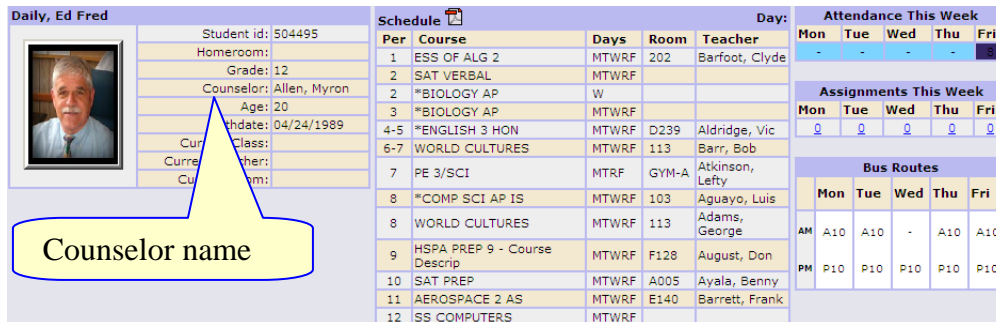 Daily, Ed Fred
Student id: 504495
Homeroom:
Grade: 12
Counselor: Allen, Myron
Age: 20
thdate: 04/24/1989
Cur Class:
Curre cher:
Cu om:
Counselor name
Schedule Day:
Per Course Days Room Teacher
1 ESS OF ALG 2 MTWRF 202 Barfoot, Clyde
2 SAT VERBAL MTWRF
2 *BIOLOGY AP W
3 *BIOLOGY AP MTWRF
4-5 *ENGLISH 3 HON MTWRF D239 Aldridge, Vic
6-7 WORLD CULTURES MTWRF 113 Barr, Bob
7 PE 3/SCI MTRF GYM-A Atkinson,
Lefty
8 *COMP SCI AP IS MTWRF 103 Aguayo, Luis
8 WORLD CULTURES MTWRF 113 Adams,
George
9 HSPA PREP 9 - Course
Descrip MTWRF F128 August, Don
10 SAT PREP MTWRF A005 Ayala, Benny
11 AEROSPACE 2 AS MTWRF E140 Barrett, Frank
12 SS COMPUTERS MTWRF
Attendance This Week
Mon Tue Wed Thu Fri
- - - - 8
Assignments This Week
Mon Tue Wed Thu Fri
0 0 0 0 0
Bus Routes
Mon Tue Wed Thu Fri
AM A10 A10 - A10 A10
PM P10 P10 P10 P10 P10